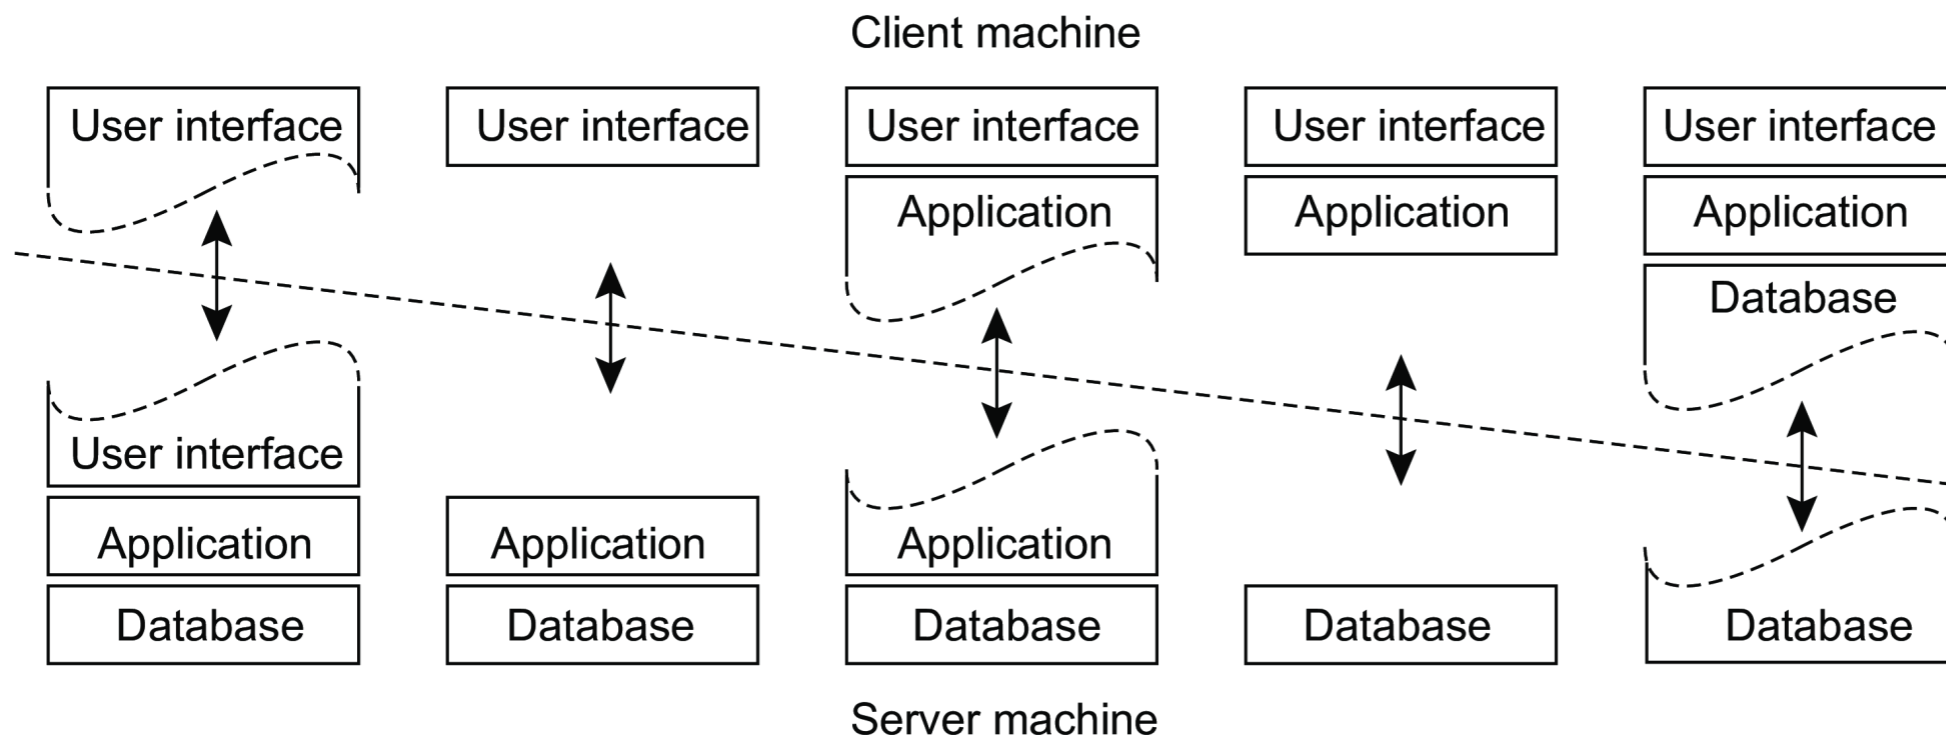 Client machine
User interface User interface User interface User interface User interface
Application Application Application
Database
User interface
Application Application Application
Database Database Database Database Database
Server machine